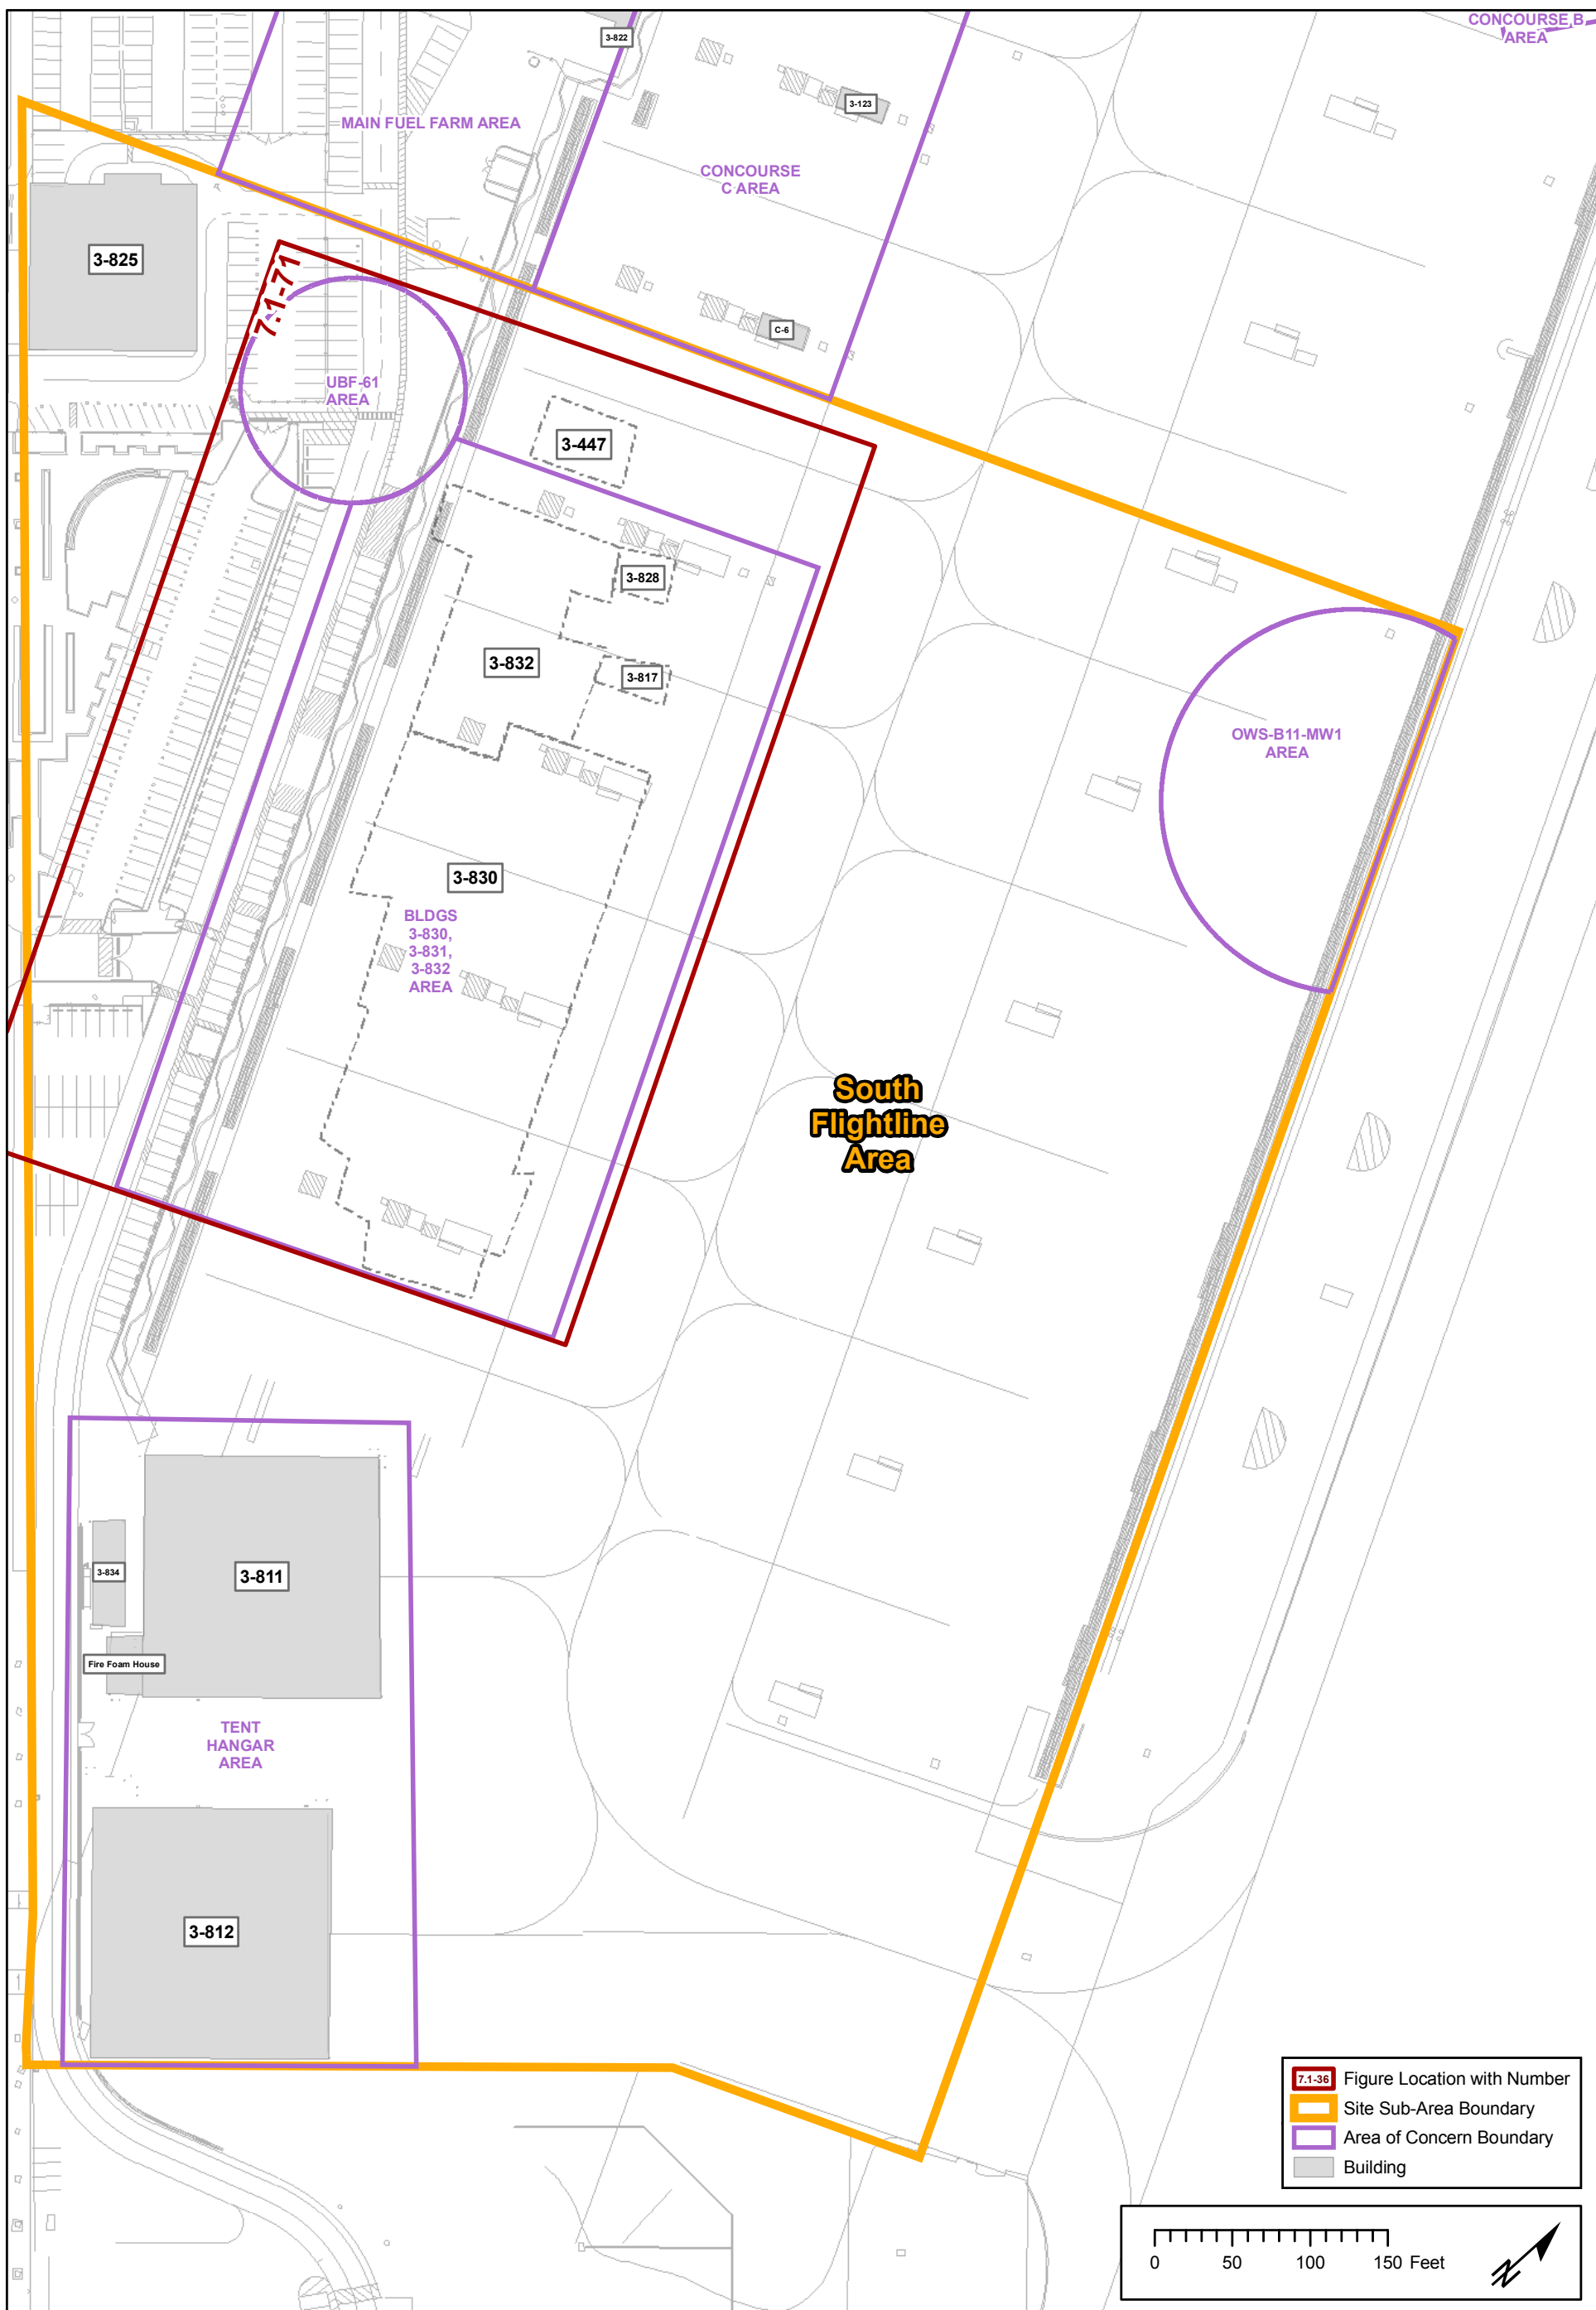 CONCOURSE B
AREA
3-822
3-123
MAIN FUEL FARM AREA
CONCOURSE
C AREA
3-825
7.1-71
C-6
UBF-61
AREA
3-447
3-828
3-832
3-817
OWS-B11-MW1
AREA
3-830
BLDGS
3-830,
3-831,
3-832
AREA
South
Flightline
Area
3-834
3-811
Fire Foam House
TENT
HANGAR
AREA
3-812
7.1-36 Figure Location with Number
Site Sub-Area Boundary
Area of Concern Boundary
Building
0 50 100 150 Feet
N